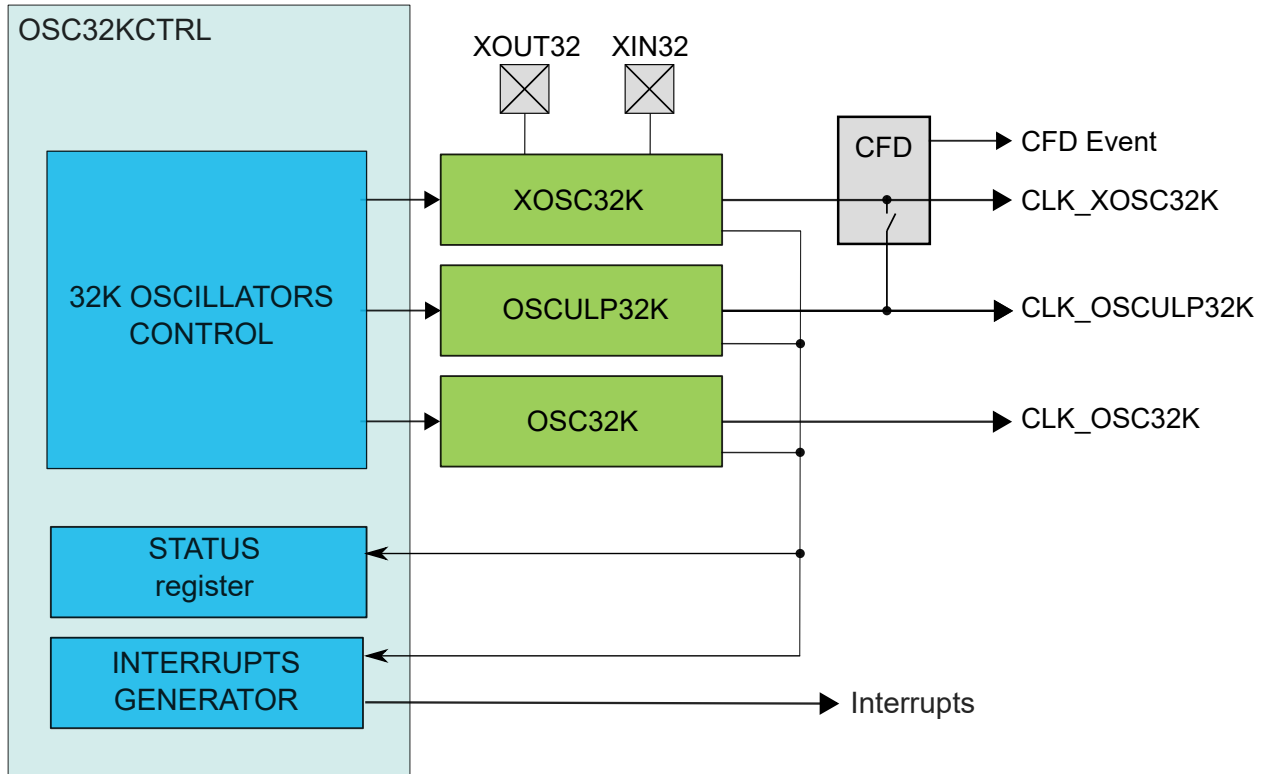 OSC32KCTRL
XOUT32
XIN32
CFD
CFD Event
XOSC32K
CLK_XOSC32K
32K OSCILLATORS
CONTROL
OSCULP32K
CLK_OSCULP32K
OSC32K
CLK_OSC32K
STATUS
register
INTERRUPTS
GENERATOR
Interrupts